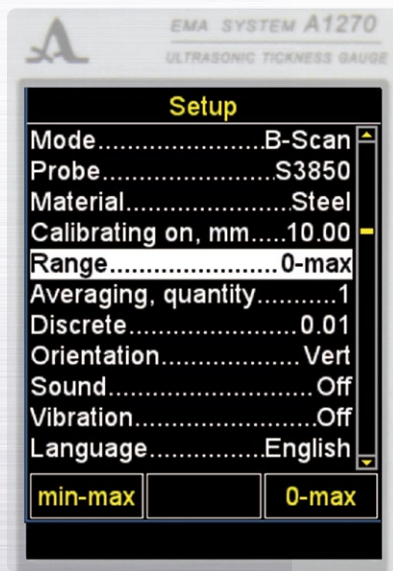 EMA SYSTEM A1270
ULTRASONIC TICKNESS GAUGE
Setup
Mode.......................B-Scan
Probe........................S3850
Material.......................Steel
Calibrating on, mm.....10.00
Range.......................0-max
Averaging, quantity...........1
Discrete.......................0.01
Orientation...................Vert
Sound...........................Off
Vibration........................Off
Language................English
min-max 0-max